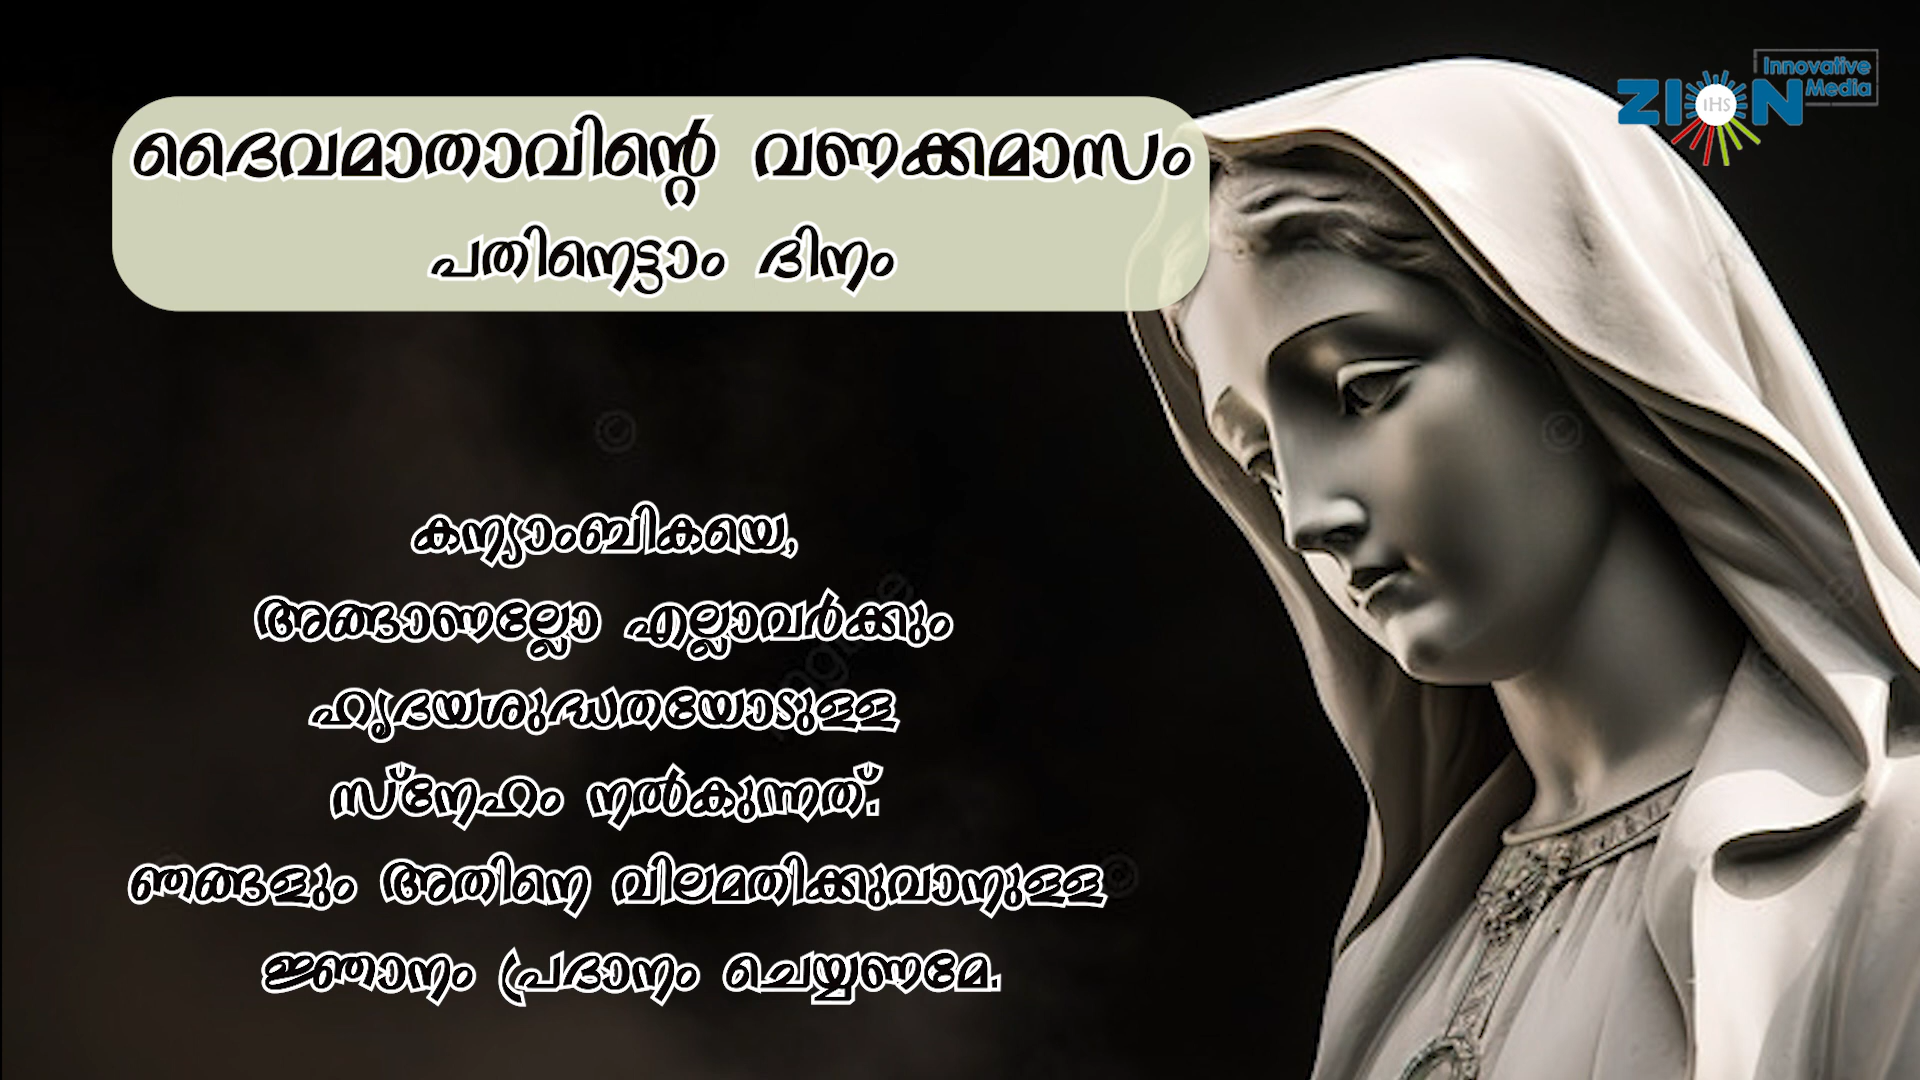 ZION
Innovative
Media
IHS
ദൈവമാതാവിന്റെ വണക്കമാസം
പതിനെട്ടാം ദിനം
കന്യാംബികയെ,
അങ്ങാണല്ലോ എല്ലാവർക്കും
ഹൃദയശുദ്ധതയോടുള്ള
സ്നേഹം നൽകുന്നത്.
ഞങ്ങളും അതിനെ വിലമതിക്കുവാനുള്ള
ജ്ഞാനം പ്രദാനം ചെയ്യണമേ.